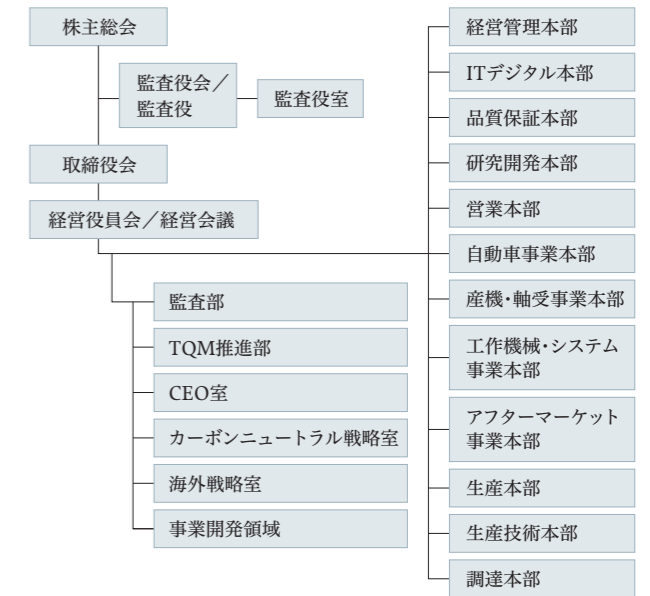 株主総会
監査役会／
監査役
監査役室
取締役会
経営役員会／経営会議
監査部
TQM推進部
CEO室
カーボンニュートラル戦略室
海外戦略室
事業開発領域
経営管理本部
ITデジタル本部
品質保証本部
研究開発本部
営業本部
自動車事業本部
産機・軸受事業本部
工作機械・システム
事業本部
アフターマーケット
事業本部
生産本部
生産技術本部
調達本部